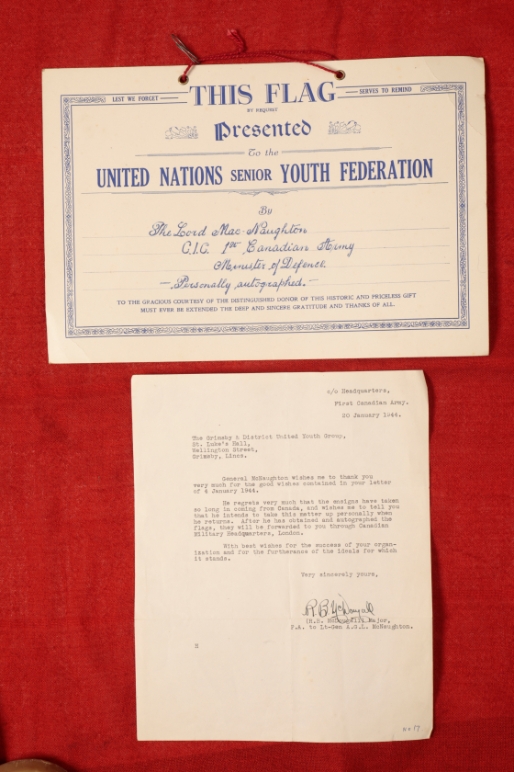 LEST WE FORGET THIS FLAG SERVES TO REMIND
BY REQUEST
Presented
To the
UNITED NATIONS SENIOR YOUTH FEDERATION
By
The Lord Mac Naughton
C.I.C. 1st Canadian Army
Minister of Defence
— Personally autographed. —
TO THE GRACIOUS COURTESY OF THE DISTINGUISHED DONOR OF THIS HISTORIC AND PRICELESS GIFT
MUST EVER BE EXTENDED THE DEEP AND SINCERE GRATITUDE AND THANKS OF ALL.
c/o Headquarters,
First Canadian Army.
20 January 1944.
The Grimsby & District United Youth Group,
St. Luke's Hall,
Wellington Street,
Grimsby, Lincs.
General McNaughton wishes me to thank you
very much for the good wishes contained in your letter
of 4 January 1944.
He regrets very much that the ensigns have taken
so long in coming from Canada, and wishes me to tell you
that he intends to take this matter up personally when
he returns. After he has obtained and autographed the
flags, they will be forwarded to you through Canadian
Military Headquarters, London.
With best wishes for the success of your organ-
ization and for the furtherance of the ideals for which
it stands.
Very sincerely yours,
Major,
P.A. to Lt-Gen A.G.L. McNaughton.